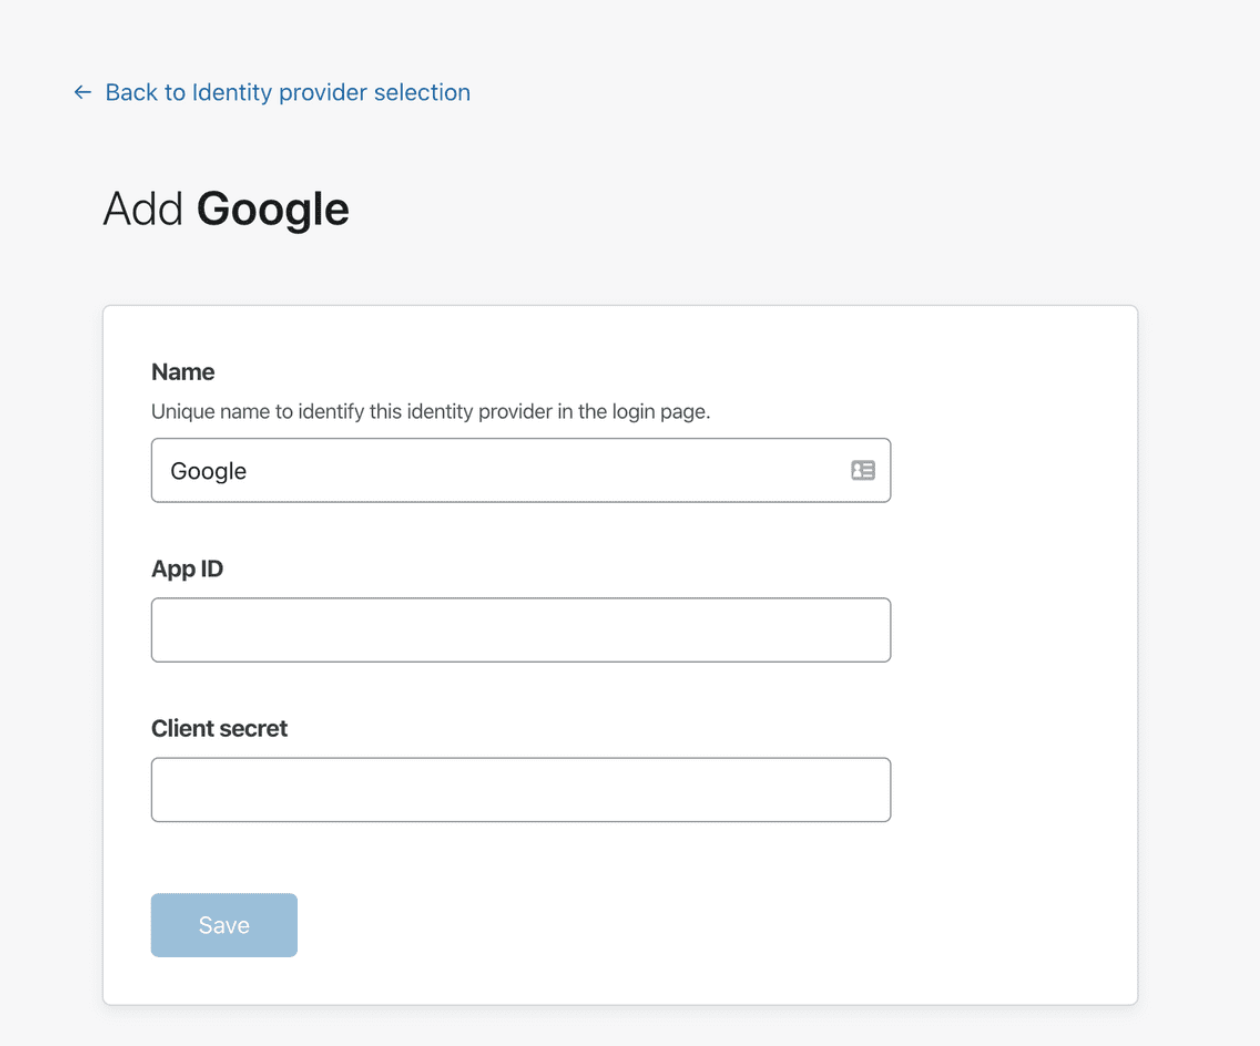 ← Back to Identity provider selection
Add Google
Name
Unique name to identify this identity provider in the login page.
Google
App ID
Client secret
Save